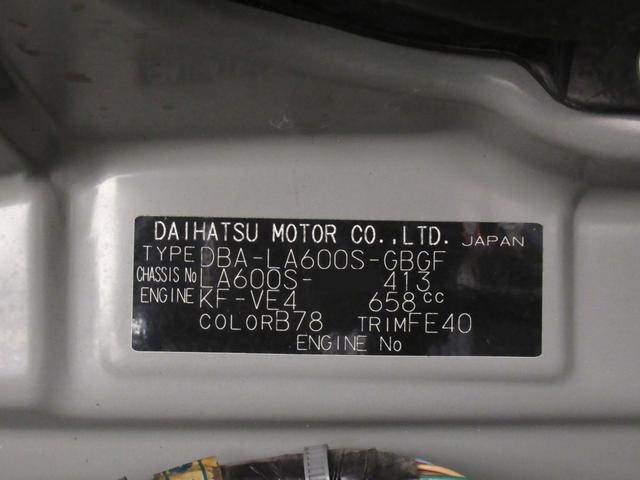 DAIHATSU MOTOR CO.,LTD. JAPAN
TYPE DBA-LA600S-GBGF
CHASSIS No LA600S- 413
ENGINE KF-VE4 658cc
COLOR B78 TRIM FE40
ENGINE No